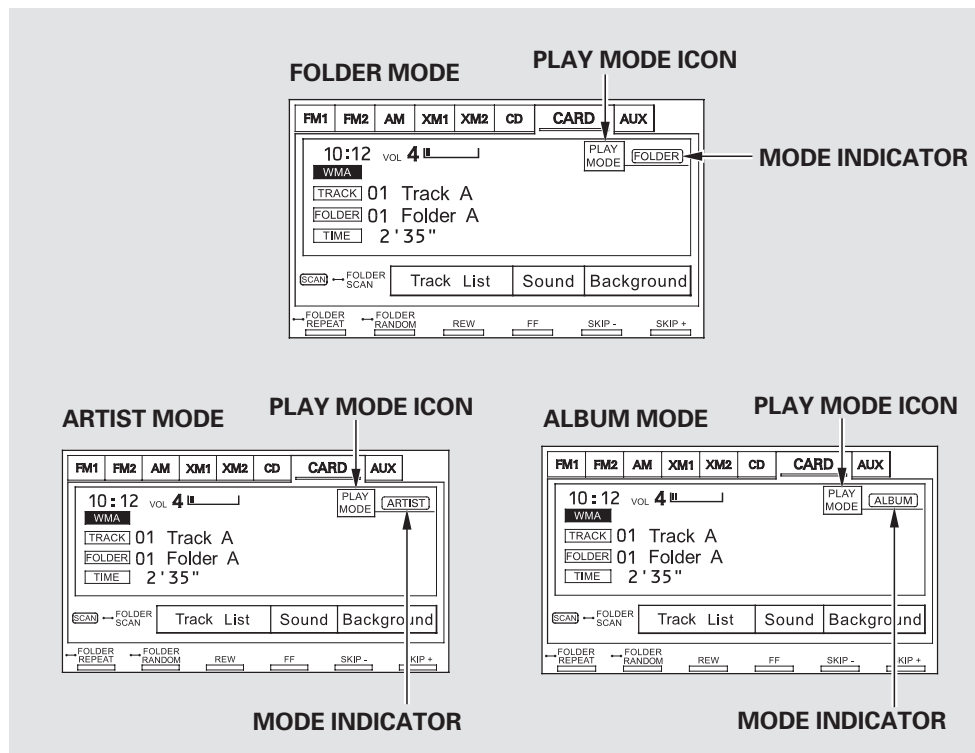 FOLDER MODE
PLAY MODE ICON
FM1 FM2 AM XM1 XM2 CD CARD AUX
10:12 VOL 4
PLAY MODE
FOLDER
MODE INDICATOR
WMA
TRACK 01 Track A
FOLDER 01 Folder A
TIME 2'35"
SCAN FOLDER SCAN Track List Sound Background
FOLDER REPEAT FOLDER RANDOM REW FF SKIP - SKIP +
ARTIST MODE
PLAY MODE ICON
FM1 FM2 AM XM1 XM2 CD CARD AUX
10:12 VOL 4
PLAY MODE
ARTIST
WMA
TRACK 01 Track A
FOLDER 01 Folder A
TIME 2'35"
SCAN FOLDER SCAN Track List Sound Background
FOLDER REPEAT FOLDER RANDOM REW FF SKIP - SKIP +
MODE INDICATOR
ALBUM MODE
PLAY MODE ICON
FM1 FM2 AM XM1 XM2 CD CARD AUX
10:12 VOL 4
PLAY MODE
ALBUM
WMA
TRACK 01 Track A
FOLDER 01 Folder A
TIME 2'35"
SCAN FOLDER SCAN Track List Sound Background
FOLDER REPEAT FOLDER RANDOM REW FF SKIP - SKIP +
MODE INDICATOR